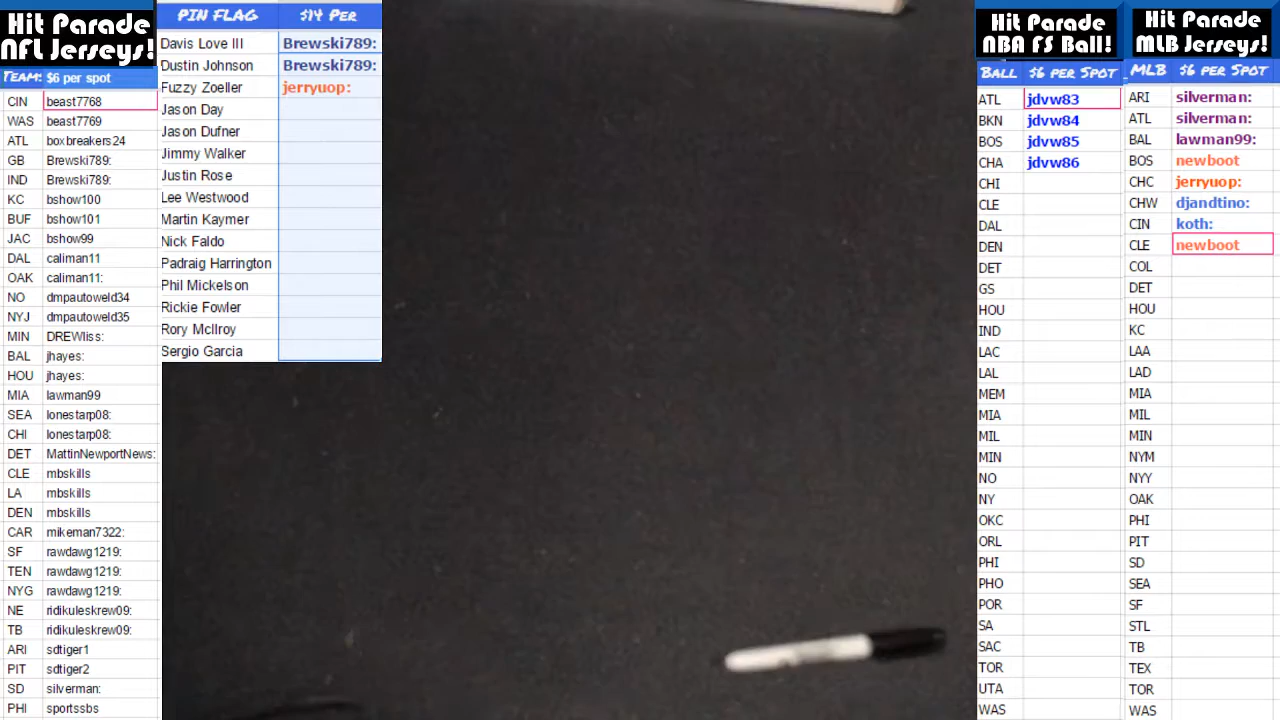 Hit Parade
NFL Jerseys!
TEAM: $6 per spot
CIN beast7768
WAS beast7769
ATL boxbreakers24
GB Brewski789:
IND Brewski789:
KC bshow100
BUF bshow101
JAC bshow99
DAL caliman11
OAK caliman11:
NO dmpautoweld34
NYJ dmpautoweld35
MIN DREWliss:
BAL jhayes:
HOU jhayes:
MIA lawman99
SEA lonestarp08:
CHI lonestarp08:
DET MattinNewportNews:
CLE mbskills
LA mbskills
DEN mbskills
CAR mikeman7322:
SF rawdawg1219:
TEN rawdawg1219:
NYG rawdawg1219:
NE ridikuleskrew09:
TB ridikuleskrew09:
ARI sdtiger1
PIT sdtiger2
SD silverman:
PHI sportssbs
PIN FLAG $14 PER
Davis Love III Brewski789:
Dustin Johnson Brewski789:
Fuzzy Zoeller jerryuop:
Jason Day
Jason Dufner
Jimmy Walker
Justin Rose
Lee Westwood
Martin Kaymer
Nick Faldo
Padraig Harrington
Phil Mickelson
Rickie Fowler
Rory McIlroy
Sergio Garcia
Hit Parade
NBA FS Ball!
BALL $6 PER SPOT
ATL jdvw83
BKN jdvw84
BOS jdvw85
CHA jdvw86
CHI
CLE
DAL
DEN
DET
GS
HOU
IND
LAC
LAL
MEM
MIA
MIL
MIN
NO
NY
OKC
ORL
PHI
PHO
POR
SA
SAC
TOR
UTA
WAS
Hit Parade
MLB Jerseys!
MLB $6 PER SPOT
ARI silverman:
ATL silverman:
BAL lawman99:
BOS newboot
CHC jerryuop:
CHW djandtino:
CIN koth:
CLE newboot
COL
DET
HOU
KC
LAA
LAD
MIA
MIL
MIN
NYM
NYY
OAK
PHI
PIT
SD
SEA
SF
STL
TB
TEX
TOR
WAS